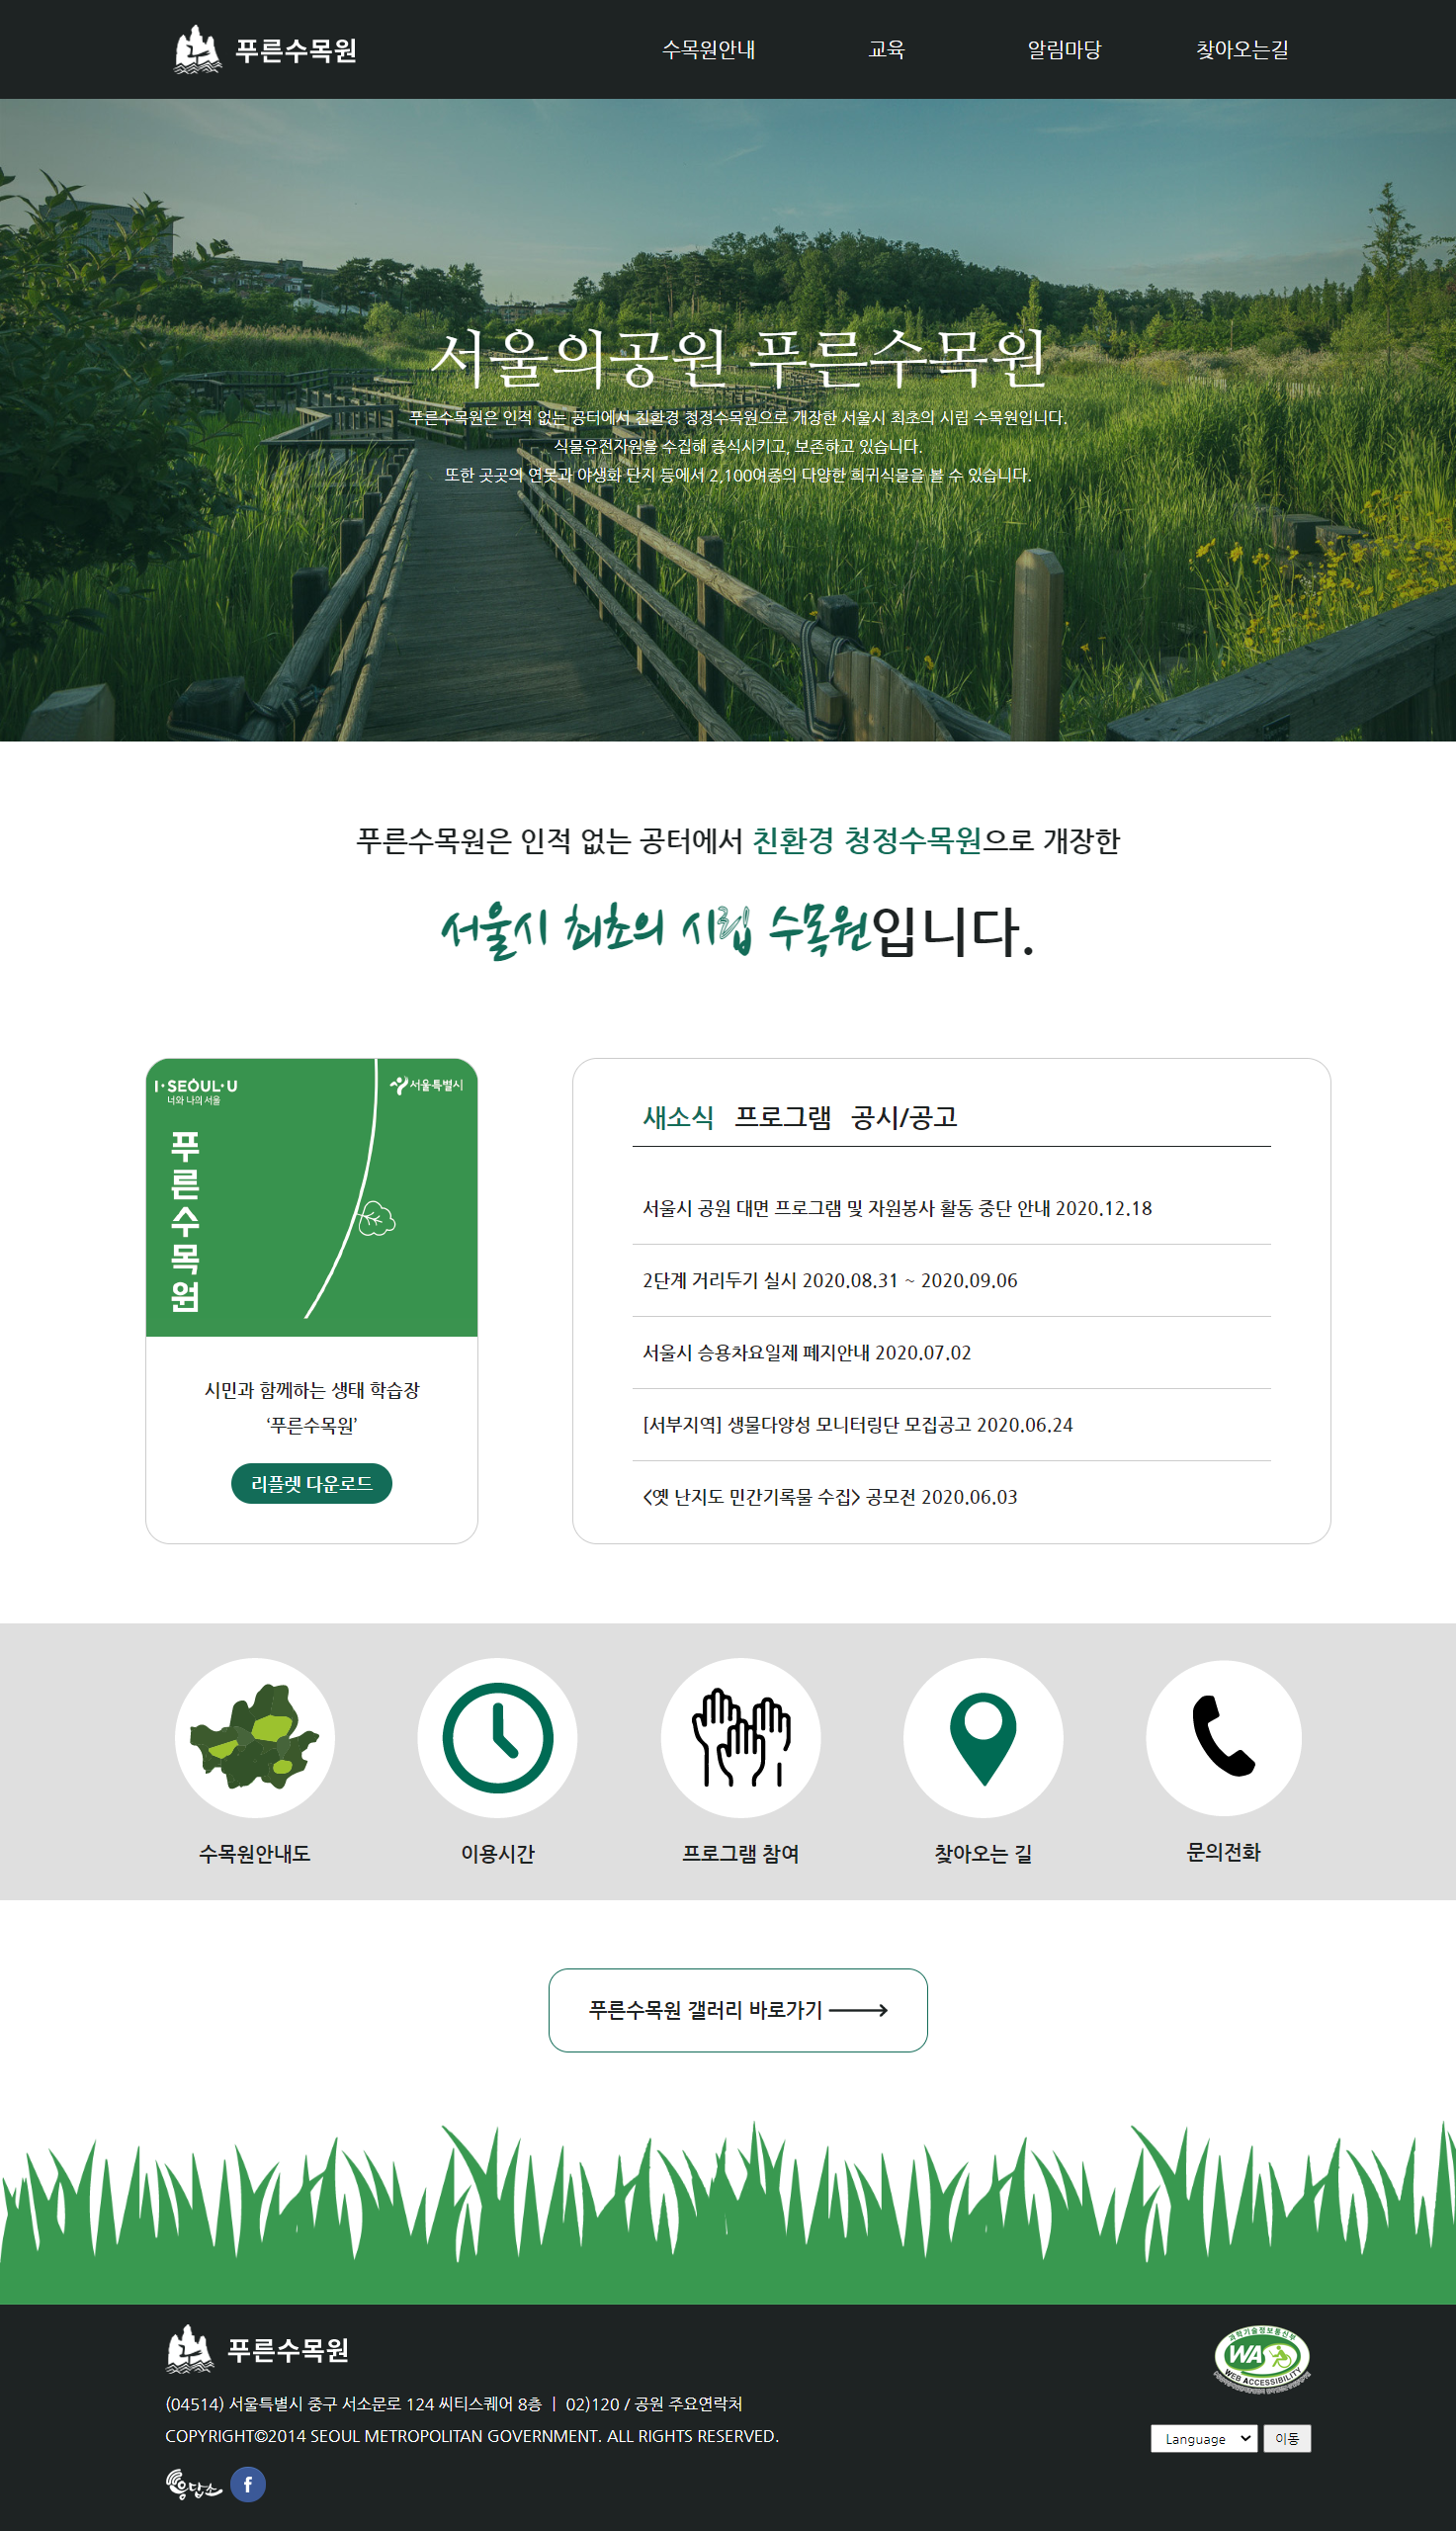 푸른수목원
수목원안내 교육 알림마당 찾아오는길
서울의공원 푸른수목원
푸른수목원은 인적 없는 공터에서 친환경 청정수목원으로 개장한 서울시 최초의 시립 수목원입니다.
식물유전자원을 수집해 증식시키고, 보존하고 있습니다.
또한 곳곳의 연못과 야생화 단지 등에서 2,100여종의 다양한 희귀식물을 볼 수 있습니다.
푸른수목원은 인적 없는 공터에서 친환경 청정수목원으로 개장한
서울시 최초의 시립 수목원입니다.
I·SEOUL·U
너와 나의 서울
서울특별시
푸른수목원
시민과 함께하는 생태 학습장
‘푸른수목원’
리플렛 다운로드
새소식 프로그램 공시/공고
서울시 공원 대면 프로그램 및 자원봉사 활동 중단 안내 2020.12.18
2단계 거리두기 실시 2020.08.31 ~ 2020.09.06
서울시 승용차요일제 폐지안내 2020.07.02
[서부지역] 생물다양성 모니터링단 모집공고 2020.06.24
<옛 난지도 민간기록물 수집> 공모전 2020.06.03
수목원안내도
이용시간
프로그램 참여
찾아오는 길
문의전화
푸른수목원 갤러리 바로가기
푸른수목원
(04514) 서울특별시 중구 서소문로 124 씨티스퀘어 8층 ㅣ 02)120 / 공원 주요연락처
COPYRIGHT©2014 SEOUL METROPOLITAN GOVERNMENT. ALL RIGHTS RESERVED.
응답소
f
과학기술정보통신부
WA
WEB ACCESSIBILITY
Language 이동